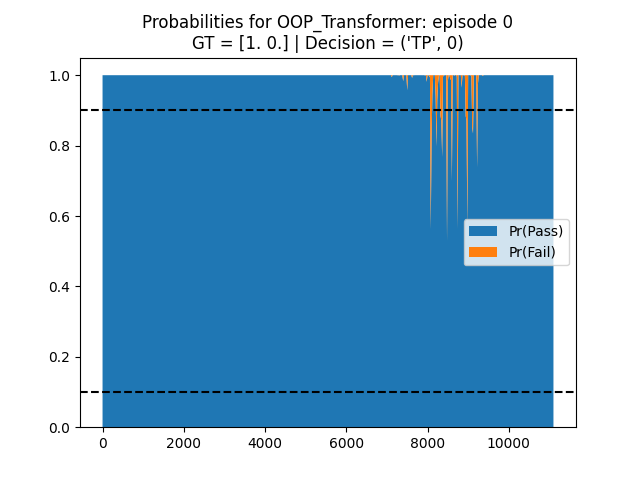 Probabilities for OOP_Transformer: episode 0
GT = [1. 0.] | Decision = ('TP', 0)
1.0
0.8
0.6
0.4
0.2
0.0
Pr(Pass)
Pr(Fail)
0 2000 4000 6000 8000 10000